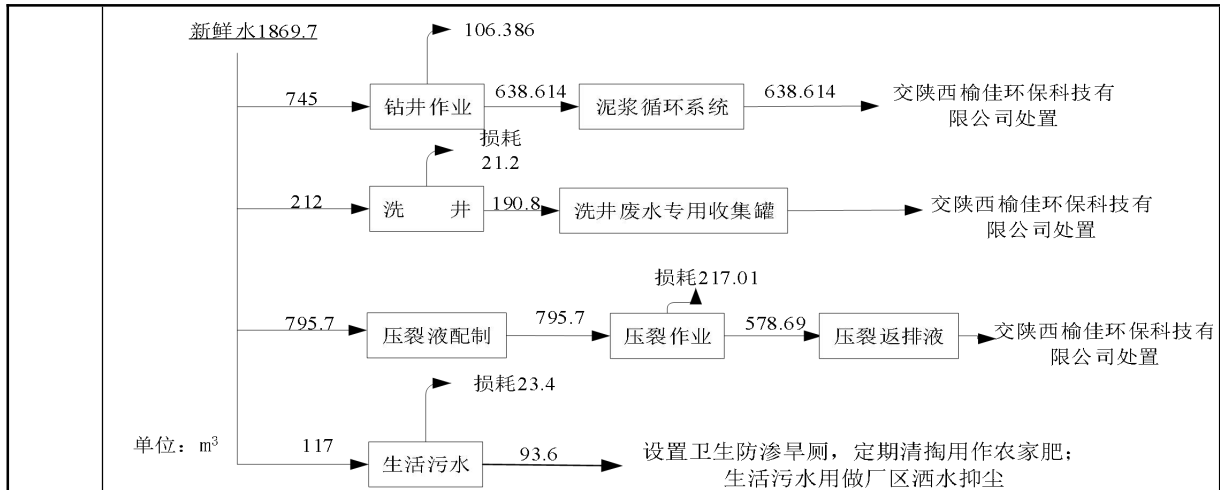 新鲜水1869.7
106.386
745
钻井作业
638.614
泥浆循环系统
638.614
交陕西榆佳环保科技有
限公司处置
损耗
21.2
212
洗 井
190.8
洗井废水专用收集罐
交陕西榆佳环保科技有
限公司处置
损耗217.01
795.7
压裂液配制
795.7
压裂作业
578.69
压裂返排液
交陕西榆佳环保科技有
限公司处置
损耗23.4
单位：m³
117
生活污水
93.6
设置卫生防渗旱厕，定期清掏用作农家肥；
生活污水用做厂区洒水抑尘